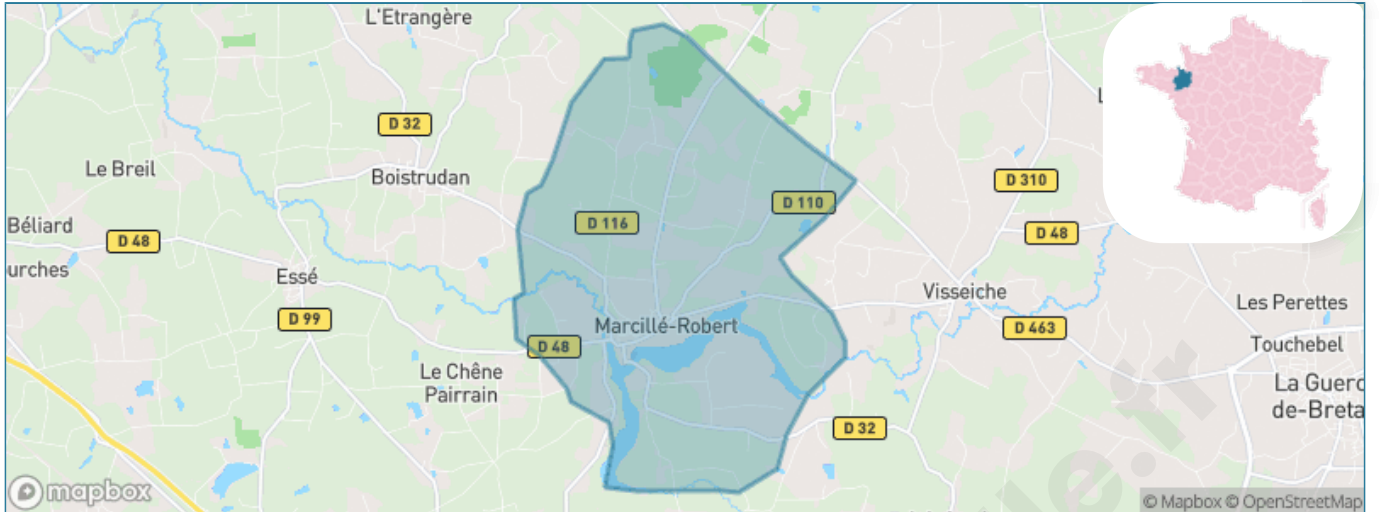 L'Etrangère
D 32
Le Breil
Boistrudan
D 310
D 110
D 116
Béliard
D 48
D 48
urches
Essé
Visseiche
Les Perettes
D 99
Marcillé-Robert
D 463
D 48
Touchebel
Le Chêne
Pairrain
La Guerc
de-Breta
D 32
mapbox
© Mapbox © OpenStreetMap